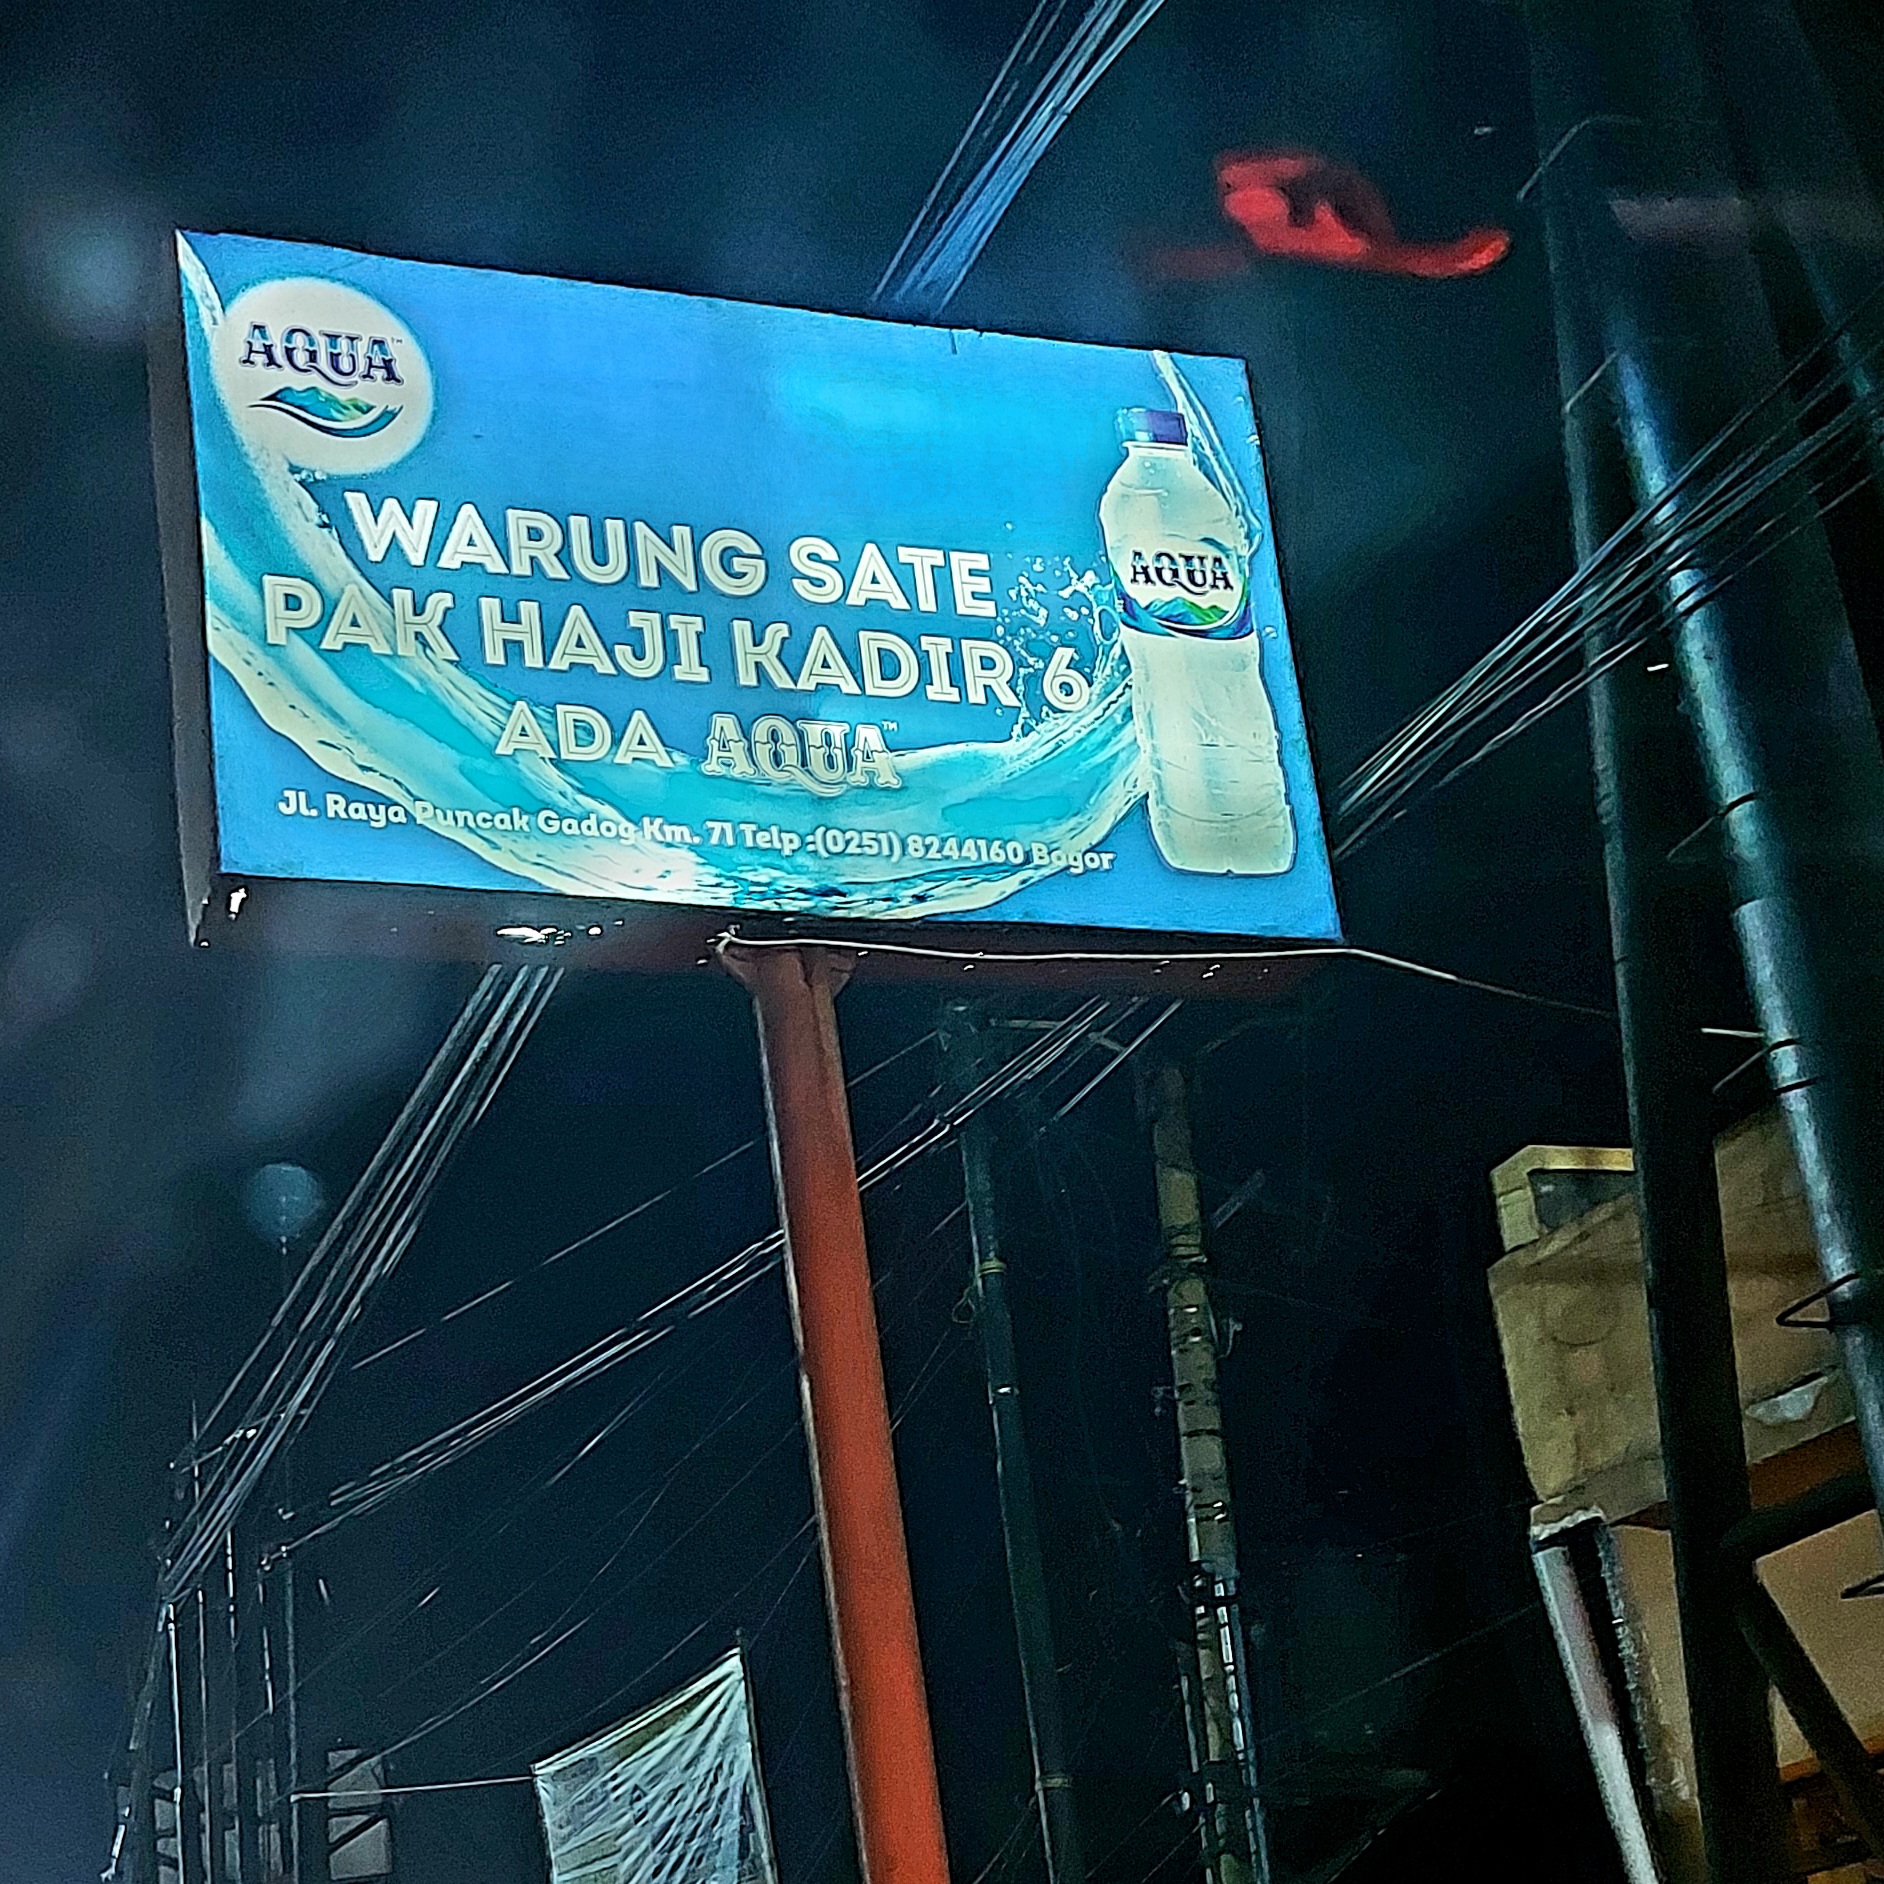 AQUA
WARUNG SATE
PAK HAJI KADIR 6
ADA AQUA™
Jl. Raya Puncak Gadog Km. 71 Telp :(0251) 8244160 Bogor
AQUA